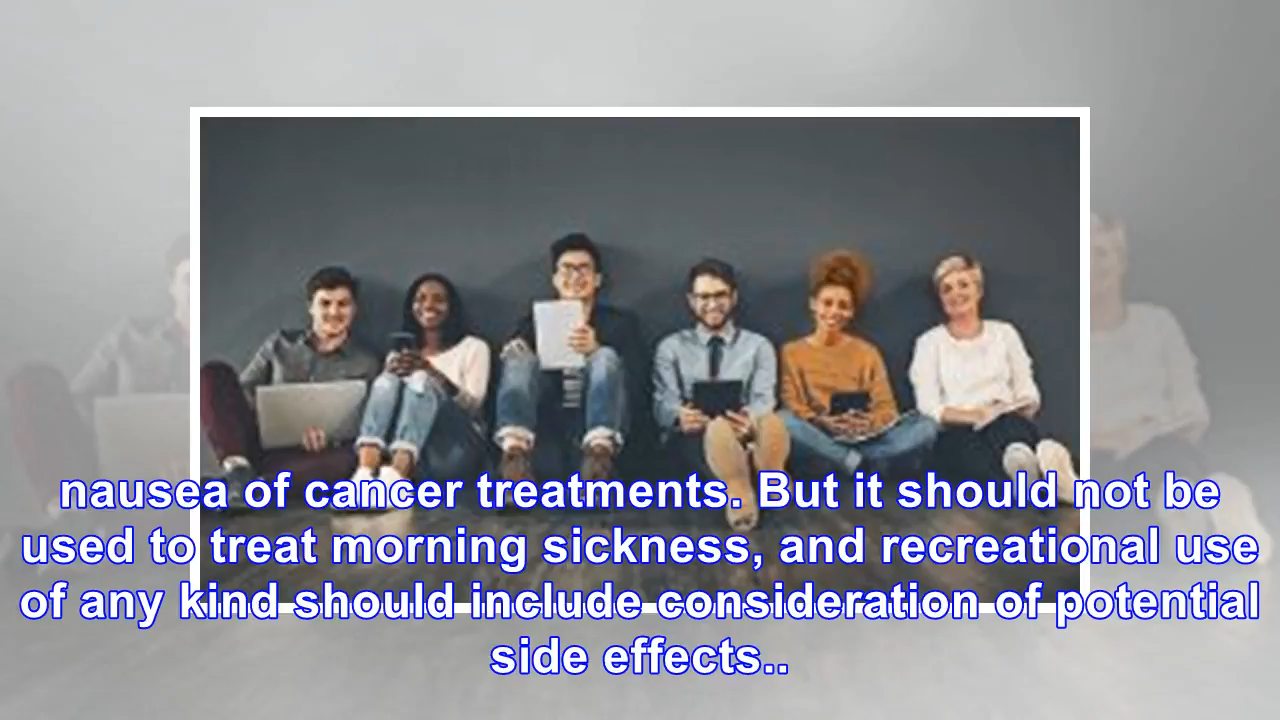 nausea of cancer treatments. But it should not be
used to treat morning sickness, and recreational use
of any kind should include consideration of potential
side effects..